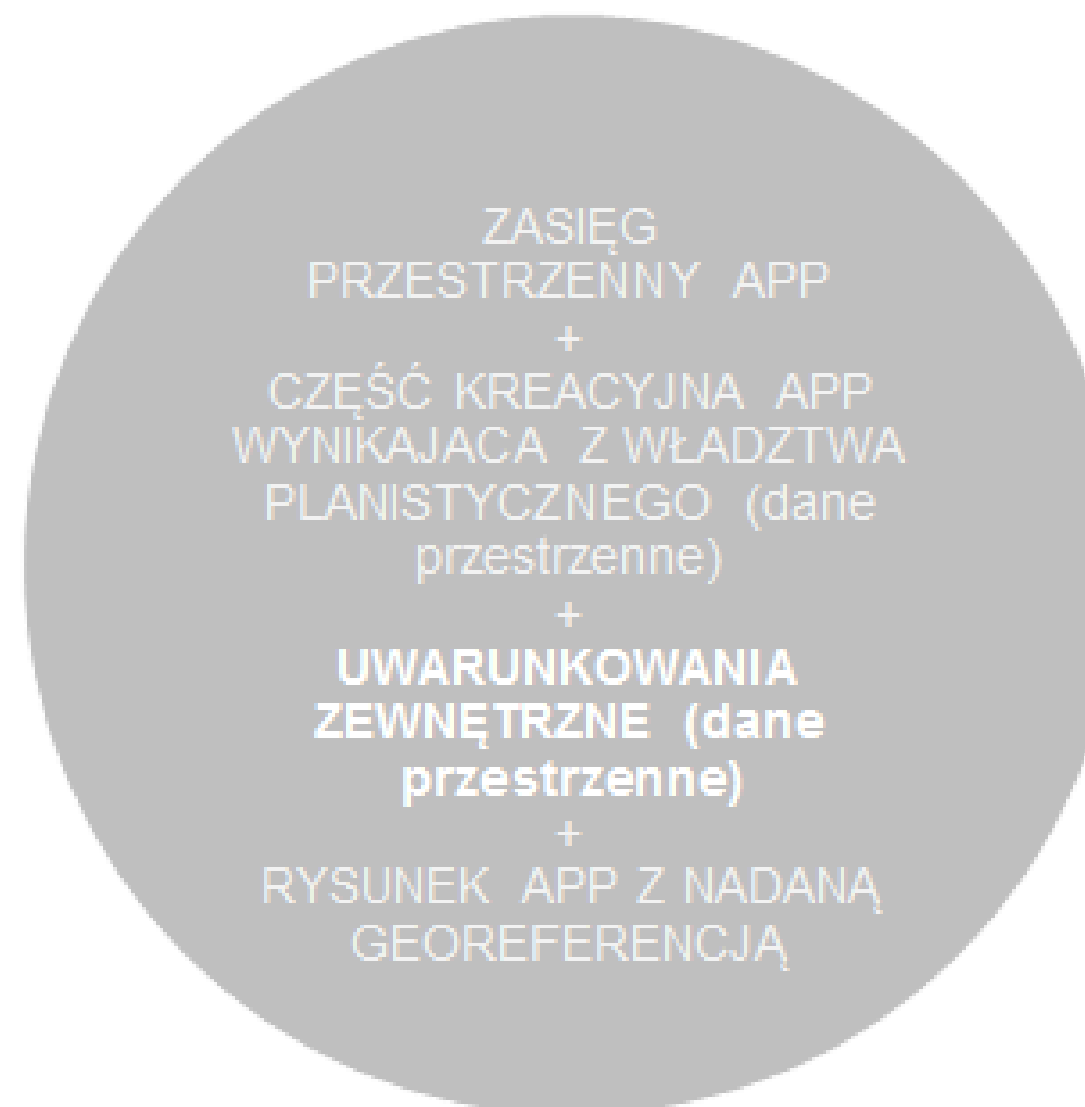 ZASIĘG
PRZESTRZENNY APP
+
CZĘŚĆ KREACYJNA APP
WYNIKAJACA Z WŁADZTWA
PLANISTYCZNEGO (dane
przestrzenne)
+
UWARUNKOWANIA
ZEWNĘTRZNE (dane
przestrzenne)
+
RYSUNEK APP Z NADANĄ
GEOREFERENCJĄ